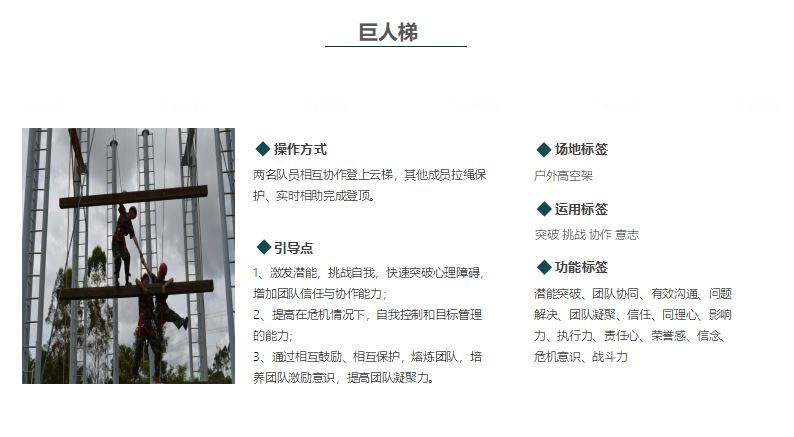 巨人梯
操作方式
两名队员相互协作登上云梯，其他成员拉绳保
护、实时相助完成登顶。
引导点
1、激发潜能，挑战自我，快速突破心理障碍，
增加团队信任与协作能力；
2、提高在危机情况下，自我控制和目标管理
的能力；
3、通过相互鼓励、相互保护，熔炼团队，培
养团队激励意识，提高团队凝聚力。
场地标签
户外高空架
运用标签
突破 挑战 协作 意志
功能标签
潜能突破、团队协同、有效沟通、问题
解决、团队凝聚、信任、同理心、影响
力、执行力、责任心、荣誉感、信念、
危机意识、战斗力